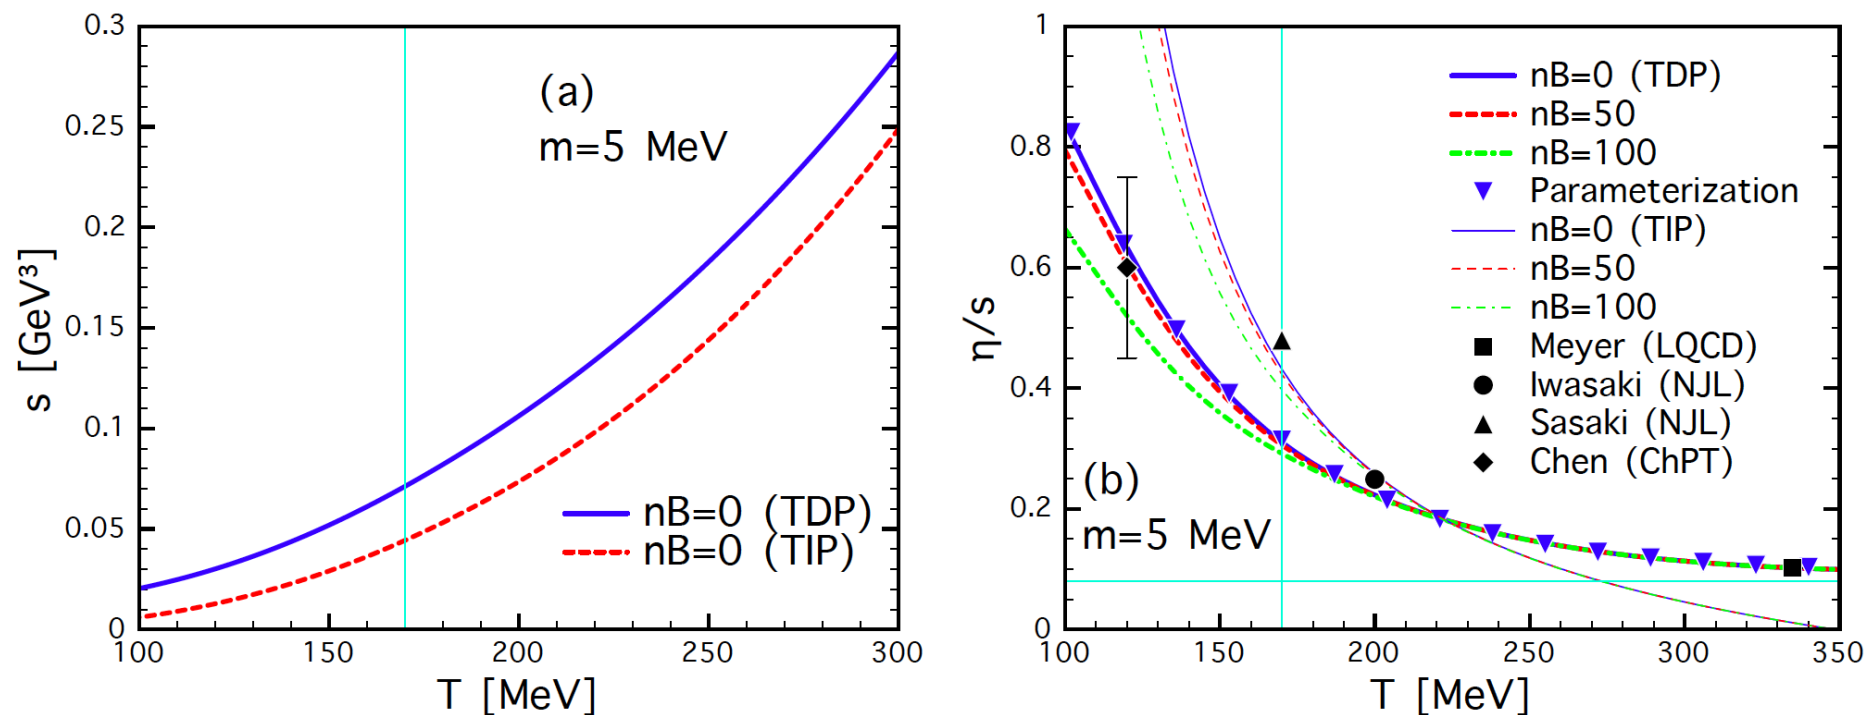 0.3
0.25
0.2
0.15
0.1
0.05
0
s [GeV³]
(a)
m=5 MeV
nB=0 (TDP)
nB=0 (TIP)
100
150
200
250
300
T [MeV]
1
0.8
0.6
0.4
0.2
0
η/s
nB=0 (TDP)
nB=50
nB=100
Parameterization
nB=0 (TIP)
nB=50
nB=100
Meyer (LQCD)
Iwasaki (NJL)
Sasaki (NJL)
Chen (ChPT)
(b)
m=5 MeV
100
150
200
250
300
350
T [MeV]